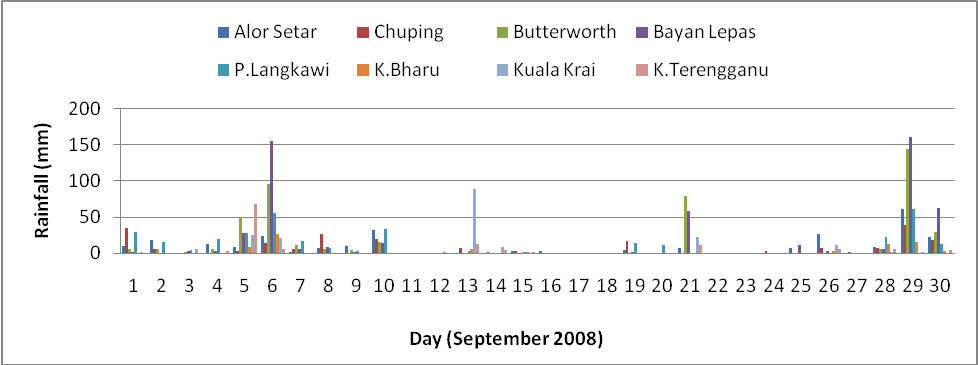 Alor Setar Chuping Butterworth Bayan Lepas
P.Langkawi K.Bharu Kuala Krai K.Terengganu
200
150
100
50
0
Rainfall (mm)
1 2 3 4 5 6 7 8 9 10 11 12 13 14 15 16 17 18 19 20 21 22 23 24 25 26 27 28 29 30
Day (September 2008)